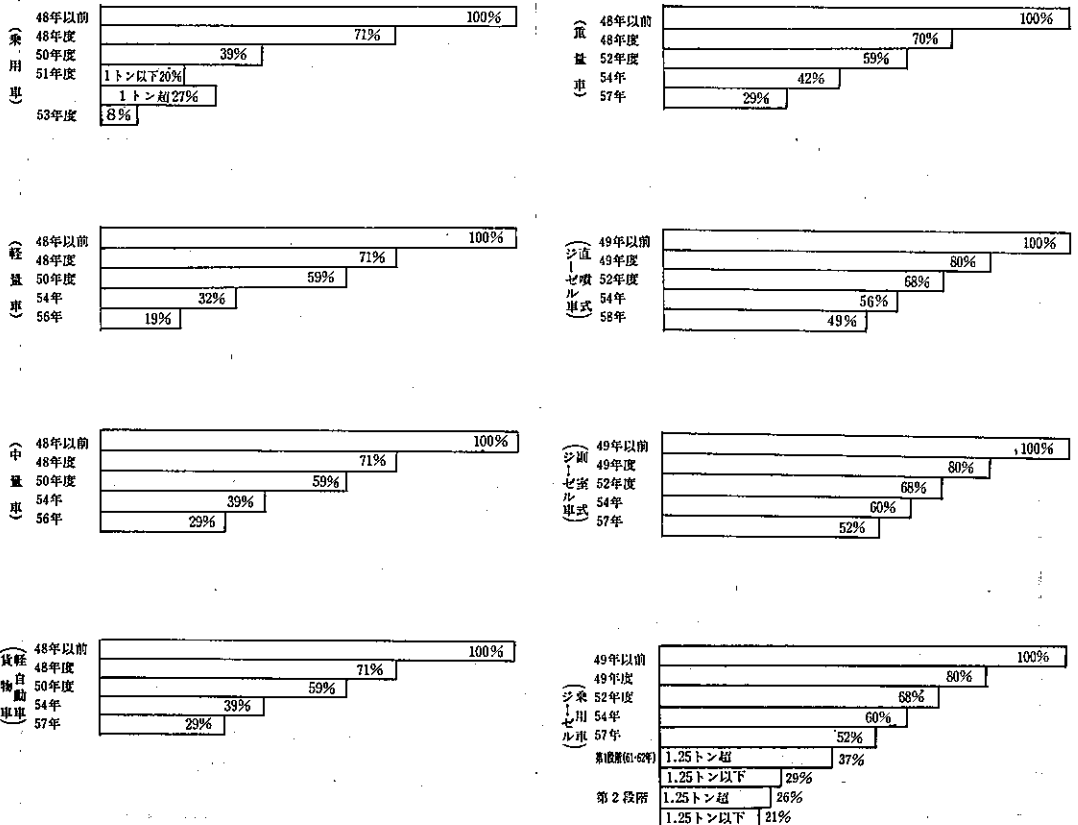 (乗用車)
48年以前 100%
48年度 71%
50年度 39%
51年度 1トン以下20%
1トン超27%
53年度 8%
(軽量車)
48年以前 100%
48年度 71%
50年度 59%
54年 32%
56年 19%
(中量車)
48年以前 100%
48年度 71%
50年度 59%
54年 39%
56年 29%
(軽自動車貨物車)
48年以前 100%
48年度 71%
50年度 59%
54年 39%
57年 29%
(重量車)
48年以前 100%
48年度 70%
52年度 59%
54年 42%
57年 29%
(直噴式ジーゼル車)
49年以前 100%
49年度 80%
52年度 68%
54年 56%
58年 49%
(副室式ジーゼル車)
49年以前 100%
49年度 80%
52年度 68%
54年 60%
57年 52%
(乗用車ジーゼル)
49年以前 100%
49年度 80%
52年度 68%
54年 60%
57年 52%
第1段階(61・62年) 1.25トン超 37%
1.25トン以下 29%
第2段階 1.25トン超 26%
1.25トン以下 21%